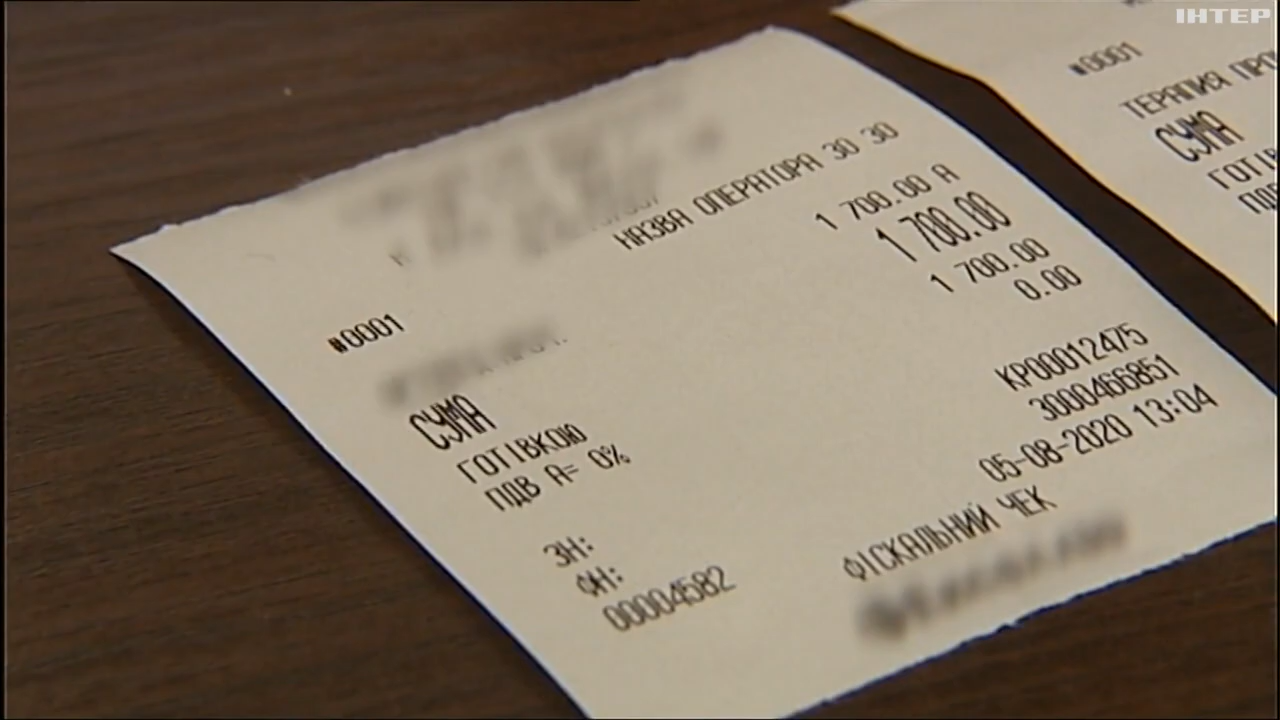 ІНТЕР
НАЗВА ОПЕРАТОРА 30 30
#0001
1 700.00 А
СУМА 1 700.00
ГОТІВКОЮ 1 700.00
ПДВ А= 0% 0.00
ЗН: КР00012475
ФН: 3000466851
00004582 05-08-2020 13:04
ФІСКАЛЬНИЙ ЧЕК
#0001
ТЕРАПИЯ
СУМА